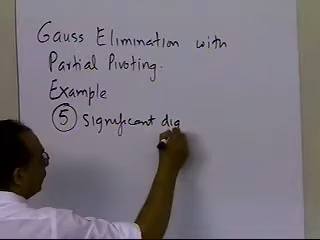 Gauss Elimination with
Partial Pivoting.
Example
5 significant dig